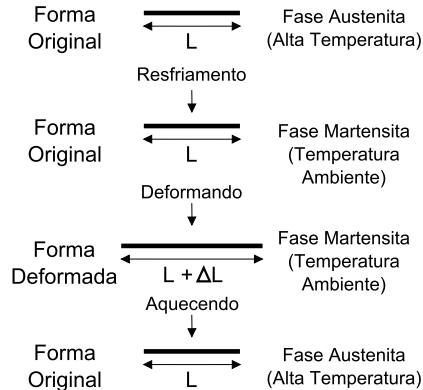 Forma
Original
L
Fase Austenita
(Alta Temperatura)
Resfriamento
Forma
Original
L
Fase Martensita
(Temperatura
Ambiente)
Deformando
Forma
Deformada
L + ΔL
Fase Martensita
(Temperatura
Ambiente)
Aquecendo
Forma
Original
L
Fase Austenita
(Alta Temperatura)